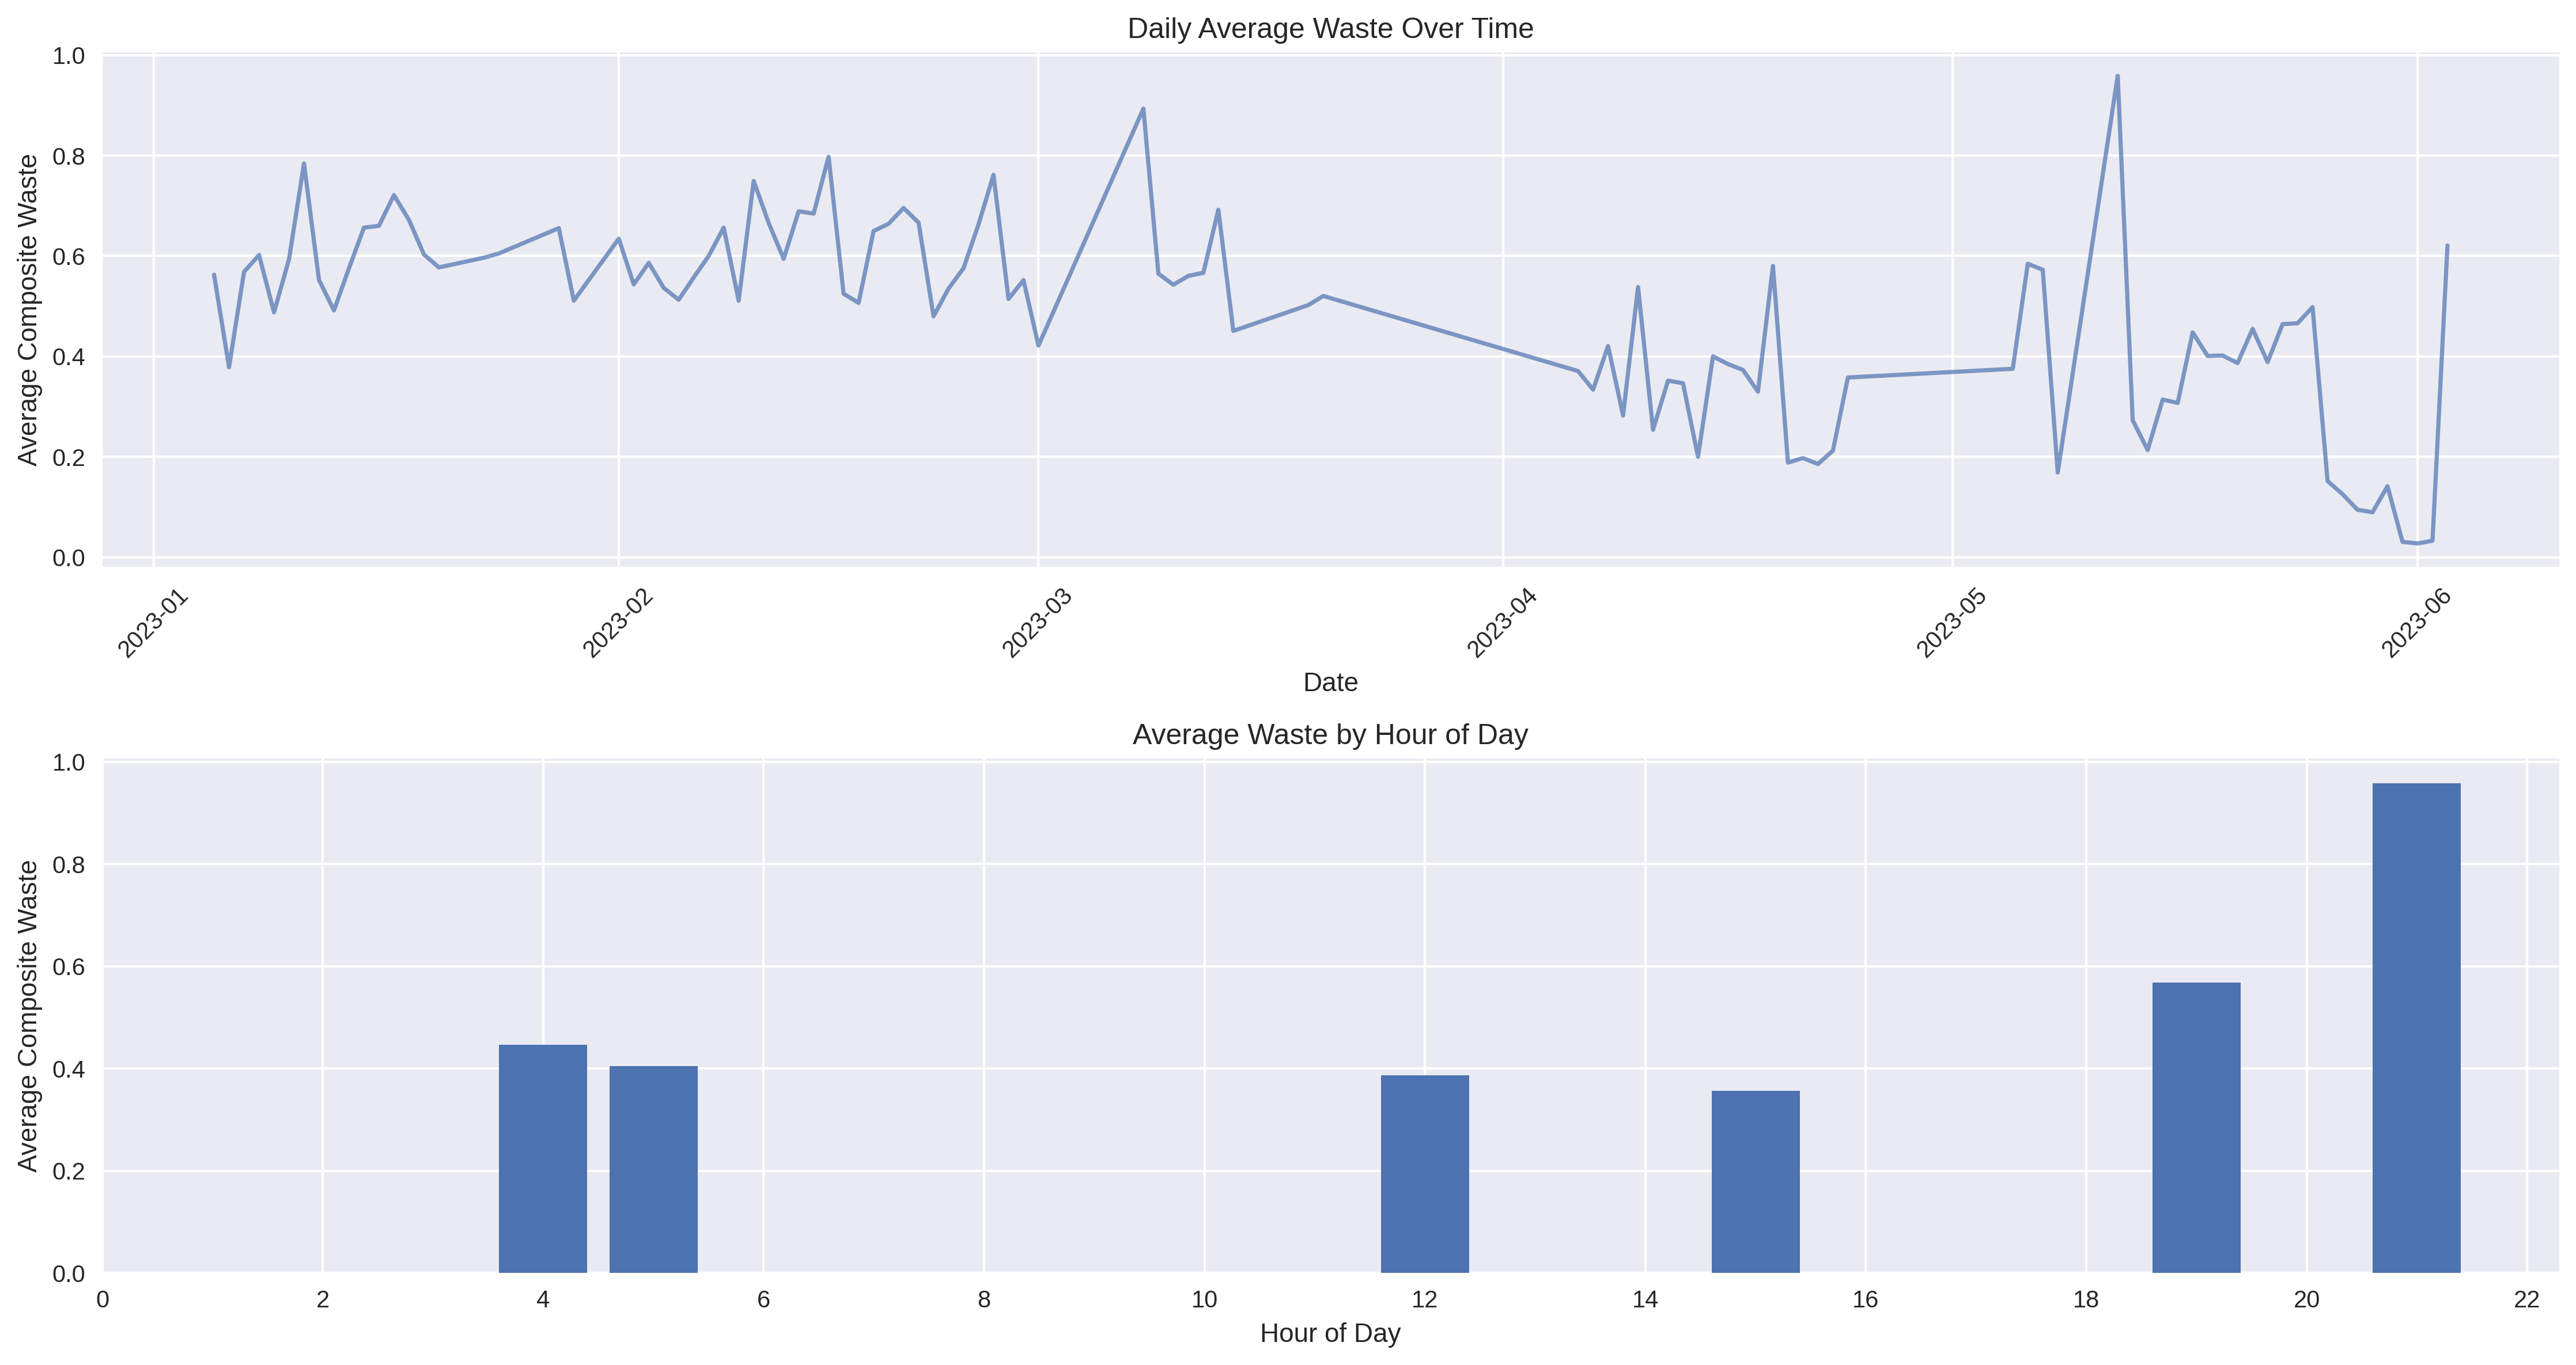 Daily Average Waste Over Time
Average Composite Waste
1.0
0.8
0.6
0.4
0.2
0.0
2023-01 2023-02 2023-03 2023-04 2023-05 2023-06
Date
Average Waste by Hour of Day
Average Composite Waste
1.0
0.8
0.6
0.4
0.2
0.0
0 2 4 6 8 10 12 14 16 18 20 22
Hour of Day